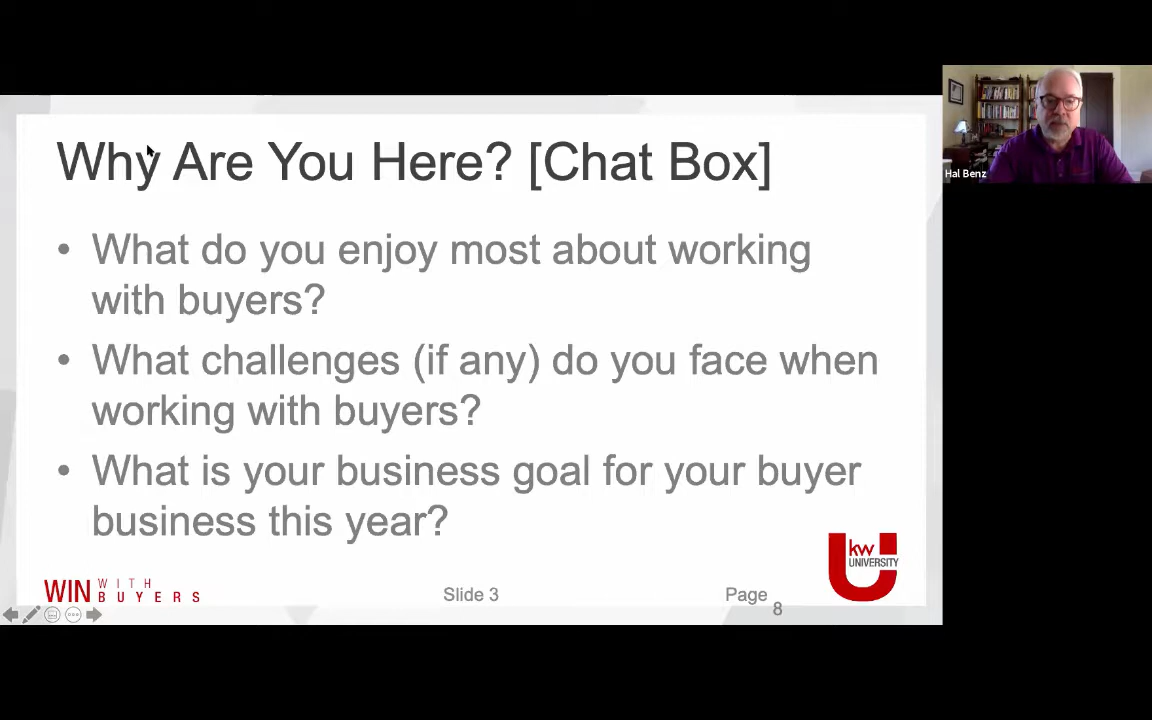 Why Are You Here? [Chat Box]
• What do you enjoy most about working
with buyers?
• What challenges (if any) do you face when
working with buyers?
• What is your business goal for your buyer
business this year?
WIN WITH
BUYERS
Slide 3
Page
8
kw
UNIVERSITY
Hal Benz